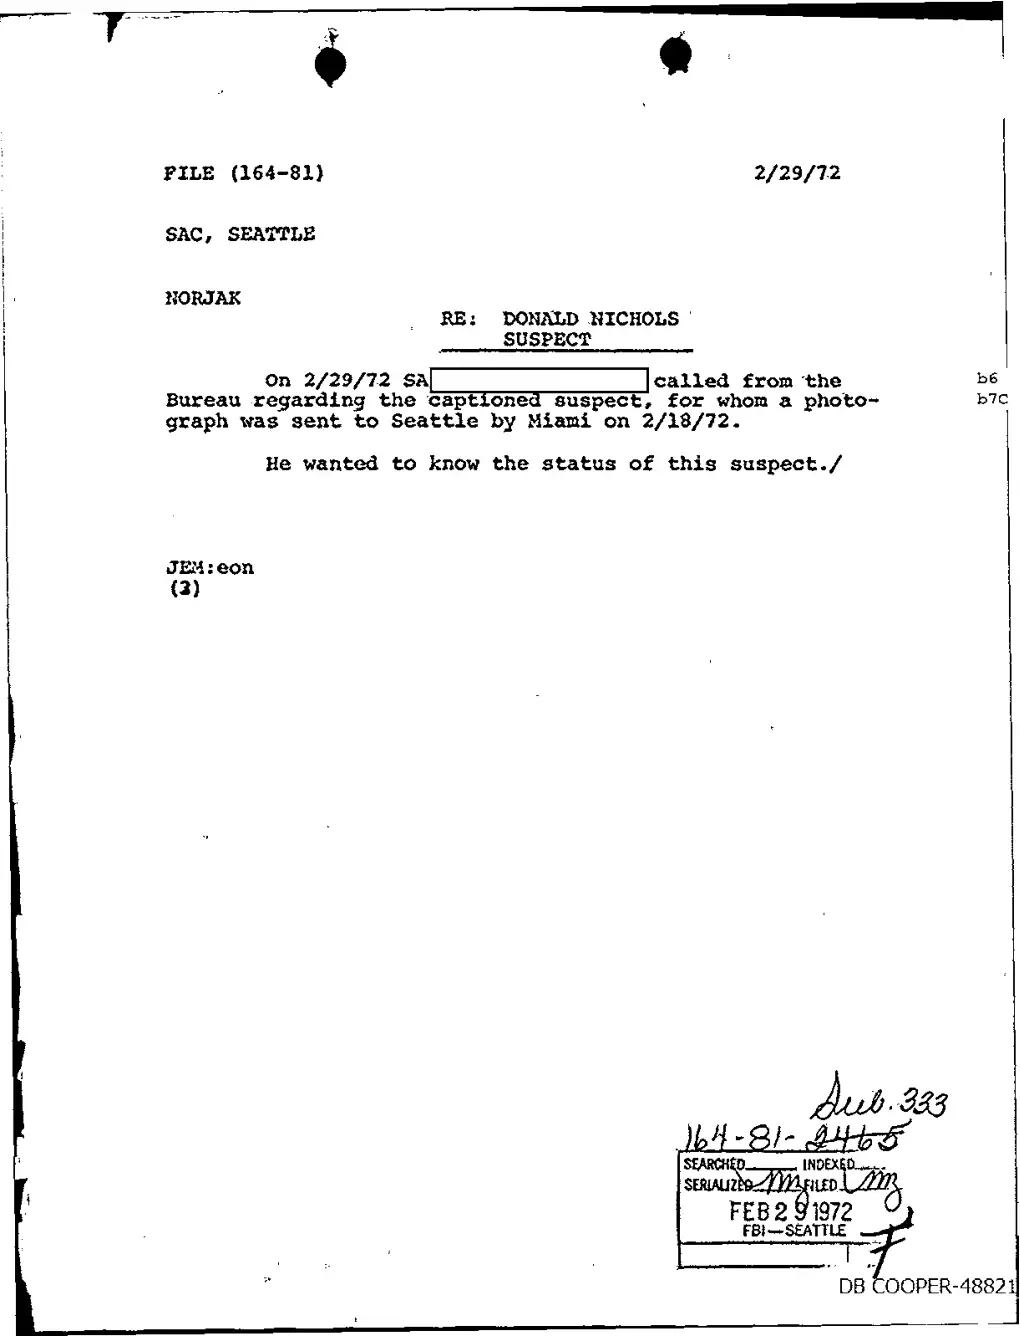 FILE (164-81) 2/29/72
SAC, SEATTLE
NORJAK
RE: DONALD NICHOLS
SUSPECT
On 2/29/72 SA called from the b6
Bureau regarding the captioned suspect, for whom a photo- b7C
graph was sent to Seattle by Miami on 2/18/72.
He wanted to know the status of this suspect./
JEM:eon
(3)
Sub. 333
164-81-2465
SEARCHED INDEXED
SERIALIZED FILED
FEB 29 1972
FBI—SEATTLE
DB COOPER-48821